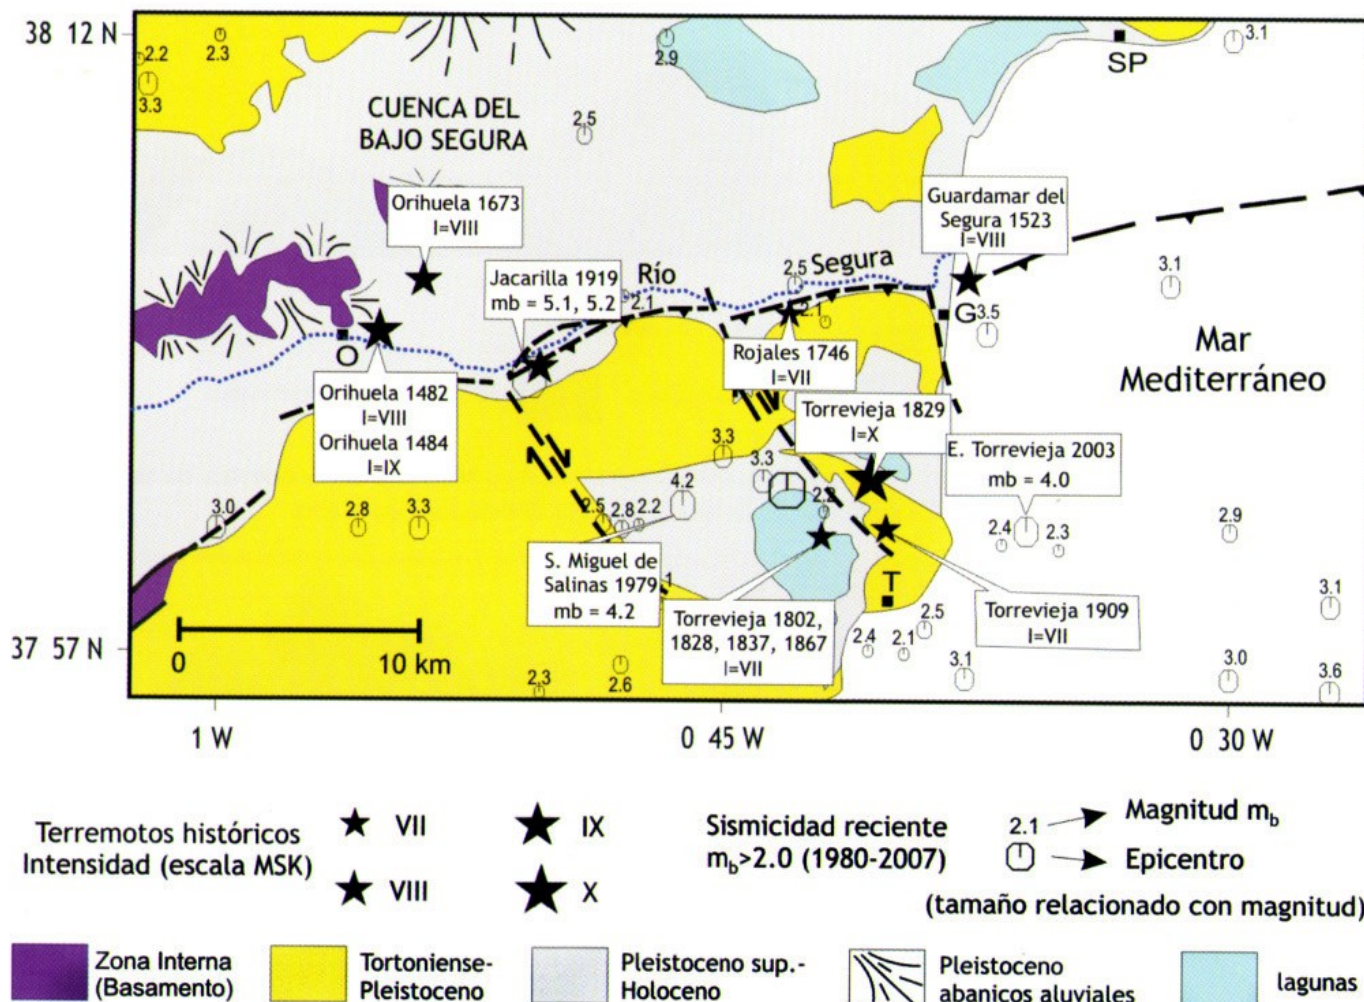 38 12 N
2.2
2.3
3.3
2.9
3.1
SP
CUENCA DEL
BAJO SEGURA
2.5
Orihuela 1673
I=VIII
Guardamar del
Segura 1523
I=VIII
Jacarilla 1919
mb = 5.1, 5.2
2.1
Río
2.5
Segura
2.1
3.1
G
3.5
O
Rojales 1746
I=VII
Mar
Mediterráneo
Orihuela 1482
I=VIII
Orihuela 1484
I=IX
Torrevieja 1829
I=X
E. Torrevieja 2003
mb = 4.0
3.3
3.3
4.2
3.0
2.8
3.3
2.5
2.8
2.2
2.2
2.4
2.3
2.9
S. Miguel de
Salinas 1979
mb = 4.2
1
T
Torrevieja 1802,
1828, 1837, 1867
I=VII
Torrevieja 1909
I=VII
3.1
2.5
2.4
2.1
3.1
3.0
3.6
2.3
2.6
37 57 N
0
10 km
1 W
0 45 W
0 30 W
Terremotos históricos
Intensidad (escala MSK)
VII
IX
VIII
X
Sismicidad reciente
mb>2.0 (1980-2007)
2.1
Magnitud mb
Epicentro
(tamaño relacionado con magnitud)
Zona Interna
(Basamento)
Tortoniense-
Pleistoceno
Pleistoceno sup.-
Holoceno
Pleistoceno
abanicos aluviales
lagunas